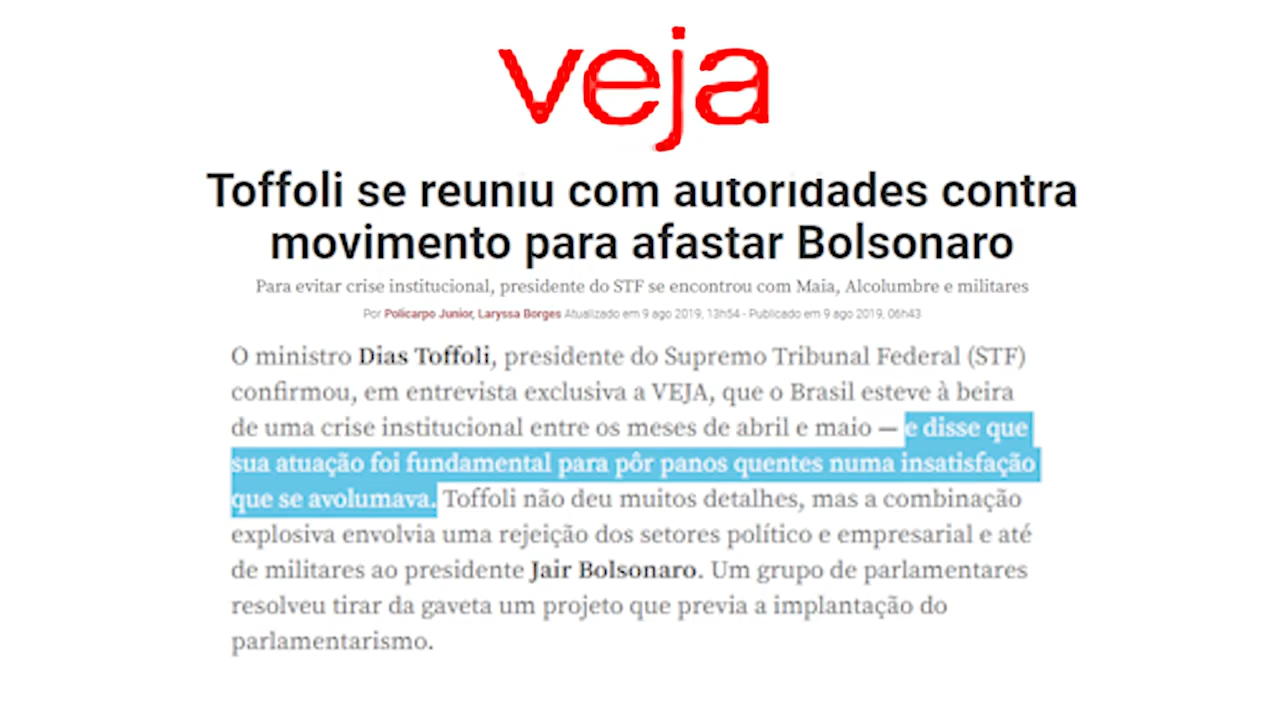 veja
Toffoli se reuniu com autoridades contra
movimento para afastar Bolsonaro
Para evitar crise institucional, presidente do STF se encontrou com Maia, Alcolumbre e militares
Por Policarpo Junior, Laryssa Borges Atualizado em 9 ago 2019, 13h54 - Publicado em 9 ago 2019, 06h43
O ministro Dias Toffoli, presidente do Supremo Tribunal Federal (STF)
confirmou, em entrevista exclusiva a VEJA, que o Brasil esteve à beira
de uma crise institucional entre os meses de abril e maio — e disse que
sua atuação foi fundamental para pôr panos quentes numa insatisfação
que se avolumava. Toffoli não deu muitos detalhes, mas a combinação
explosiva envolvia uma rejeição dos setores político e empresarial e até
de militares ao presidente Jair Bolsonaro. Um grupo de parlamentares
resolveu tirar da gaveta um projeto que previa a implantação do
parlamentarismo.